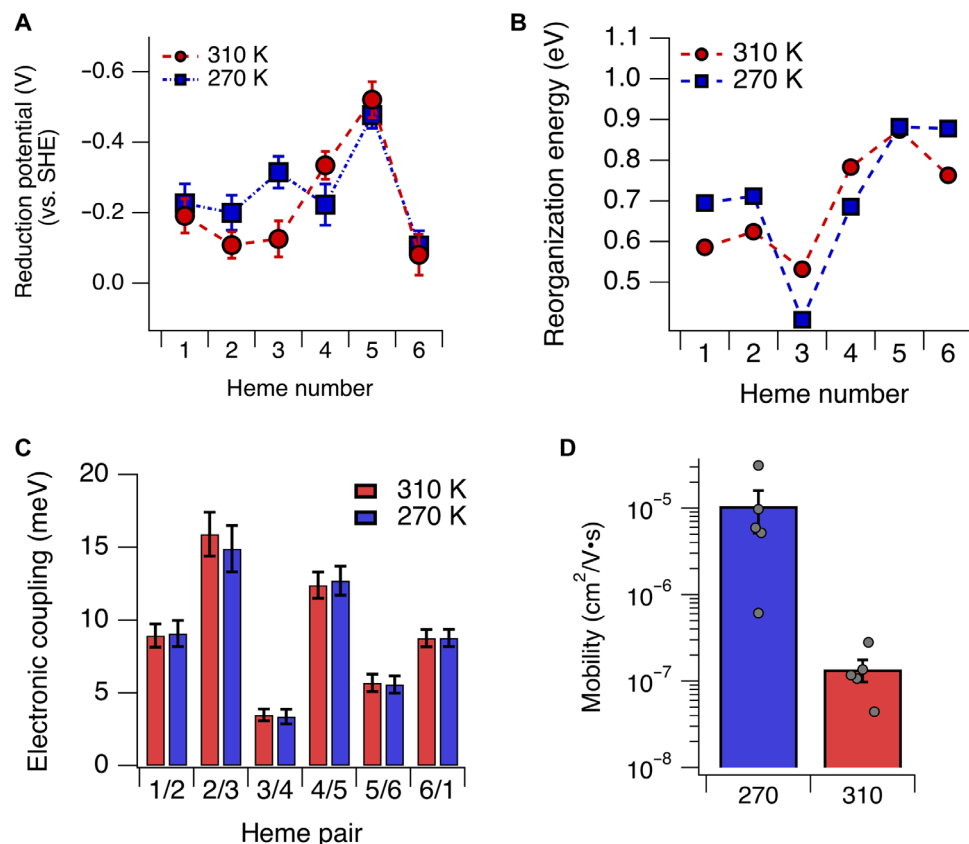 A
310 K
270 K
−0.6
−0.4
−0.2
0.0
Reduction potential (V)
(vs. SHE)
1 2 3 4 5 6
Heme number
B
310 K
270 K
1.1
1.0
0.9
0.8
0.7
0.6
0.5
Reorganization energy (eV)
1 2 3 4 5 6
Heme number
C
310 K
270 K
20
15
10
5
0
Electronic coupling (meV)
1/2 2/3 3/4 4/5 5/6 6/1
Heme pair
D
10⁻⁵
10⁻⁶
10⁻⁷
10⁻⁸
Mobility (cm²/V•s)
270 310